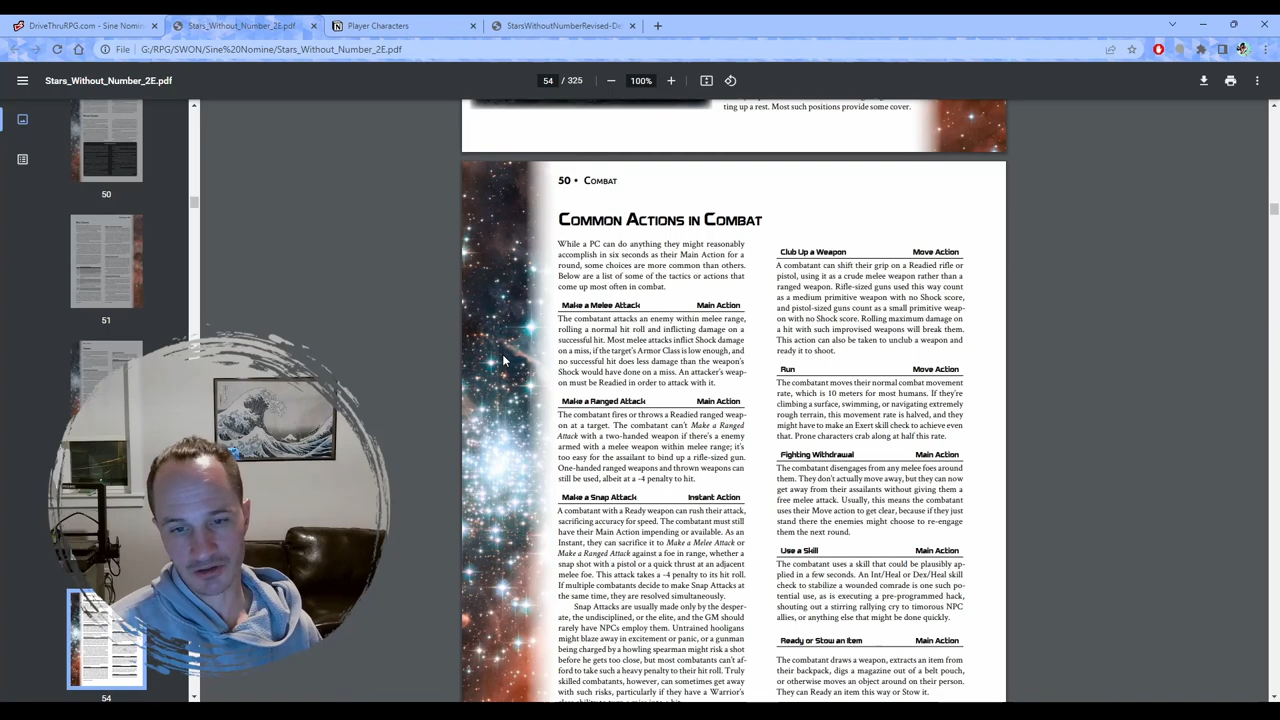 DriveThruRPG.com - Sine Nomin
Stars_Without_Number_2E.pdf
Player Characters
StarsWithoutNumberRevised-De
File
G:/RPG/SWON/Sine%20Nomine/Stars_Without_Number_2E.pdf
Stars_Without_Number_2E.pdf
54 / 325
100%
50
51
54
ting up a rest. Most such positions provide some cover.
50 • Combat
Common Actions in Combat
While a PC can do anything they might reasonably
accomplish in six seconds as their Main Action for a
round, some choices are more common than others.
Below are a list of some of the tactics or actions that
come up most often in combat.
Make a Melee Attack Main Action
The combatant attacks an enemy within melee range,
rolling a normal hit roll and inflicting damage on a
successful hit. Most melee attacks inflict Shock damage
on a miss, if the target's Armor Class is low enough, and
no successful hit does less damage than the weapon's
Shock would have done on a miss. An attacker's weap-
on must be Readied in order to attack with it.
Make a Ranged Attack Main Action
The combatant fires or throws a Readied ranged weap-
on at a target. The combatant can't Make a Ranged
Attack with a two-handed weapon if there's a enemy
armed with a melee weapon within melee range; it's
too easy for the assailant to bind up a rifle-sized gun.
One-handed ranged weapons and thrown weapons can
still be used, albeit at a -4 penalty to hit.
Make a Snap Attack Instant Action
A combatant with a Ready weapon can rush their attack,
sacrificing accuracy for speed. The combatant must still
have their Main Action impending or available. As an
Instant, they can sacrifice it to Make a Melee Attack or
Make a Ranged Attack against a foe in range, whether a
snap shot with a pistol or a quick thrust at an adjacent
melee foe. This attack takes a -4 penalty to its hit roll.
If multiple combatants decide to make Snap Attacks at
the same time, they are resolved simultaneously.
Snap Attacks are usually made only by the desper-
ate, the undisciplined, or the elite, and the GM should
rarely have NPCs employ them. Untrained hooligans
might blaze away in excitement or panic, or a gunman
being charged by a howling spearman might risk a shot
before he gets too close, but most combatants can't af-
ford to take such a heavy penalty to their hit roll. Truly
skilled combatants, however, can sometimes get away
with such risks, particularly if they have a Warrior's
class ability to turn a miss into a hit.
Club Up a Weapon Move Action
A combatant can shift their grip on a Readied rifle or
pistol, using it as a crude melee weapon rather than a
ranged weapon. Rifle-sized guns used this way count
as a medium primitive weapon with no Shock score,
and pistol-sized guns count as a small primitive weap-
on with no Shock score. Rolling maximum damage on
a hit with such improvised weapons will break them.
This action can also be taken to unclub a weapon and
ready it to shoot.
Run Move Action
The combatant moves their normal combat movement
rate, which is 10 meters for most humans. If they're
climbing a surface, swimming, or navigating extremely
rough terrain, this movement rate is halved, and they
might have to make an Exert skill check to achieve even
that. Prone characters crab along at half this rate.
Fighting Withdrawal Main Action
The combatant disengages from any melee foes around
them. They don't actually move away, but they can now
get away from their assailants without giving them a
free melee attack. Usually, this means the combatant
uses their Move action to get clear, because if they just
stand there the enemies might choose to re-engage
them the next round.
Use a Skill Main Action
The combatant uses a skill that could be plausibly ap-
plied in a few seconds. An Int/Heal or Dex/Heal skill
check to stabilize a wounded comrade is one such po-
tential use, as is executing a pre-programmed hack,
shouting out a stirring rallying cry to timorous NPC
allies, or anything else that might be done quickly.
Ready or Stow an Item Main Action
The combatant draws a weapon, extracts an item from
their backpack, digs a magazine out of a belt pouch,
or otherwise moves an object around on their person.
They can Ready an item this way or Stow it.